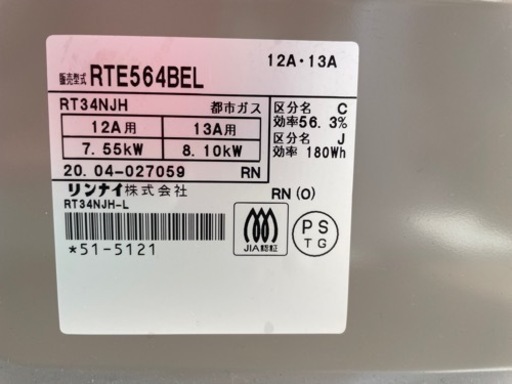 12A・13A
販売型式 RTE564BEL
RT34NJH 都市ガス
12A用 13A用
7.55kW 8.10kW
20.04-027059 RN
リンナイ株式会社
RT34NJH-L
*51-5121
区分名 C
効率56.3%
区分名 J
効率 180Wh
RN(O)
JIA認証
PS
TG